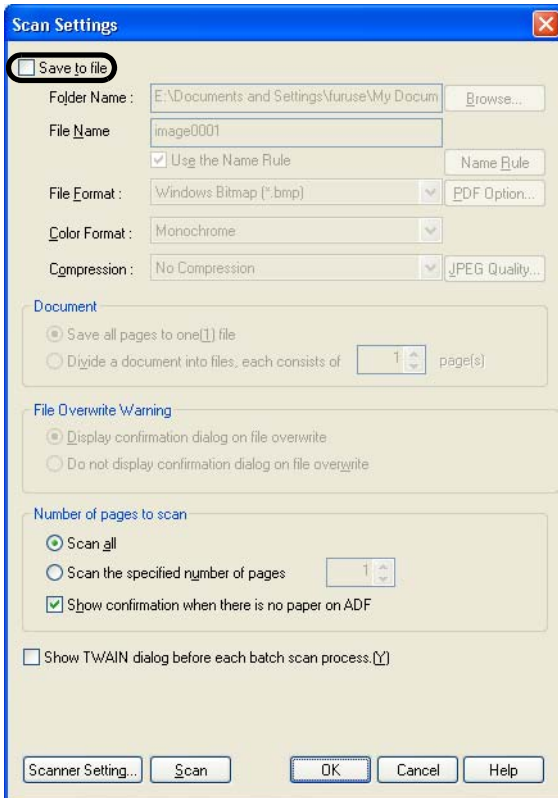 Scan Settings
Save to file
Folder Name : E:\Documents and Settings\furuse\My Docum Browse...
File Name image0001
Use the Name Rule Name Rule
File Format : Windows Bitmap (*.bmp) PDF Option...
Color Format : Monochrome
Compression : No Compression JPEG Quality...
Document
Save all pages to one(1) file
Divide a document into files, each consists of 1 page(s)
File Overwrite Warning
Display confirmation dialog on file overwrite
Do not display confirmation dialog on file overwrite
Number of pages to scan
Scan all
Scan the specified number of pages 1
Show confirmation when there is no paper on ADF
Show TWAIN dialog before each batch scan process.(Y)
Scanner Setting... Scan OK Cancel Help